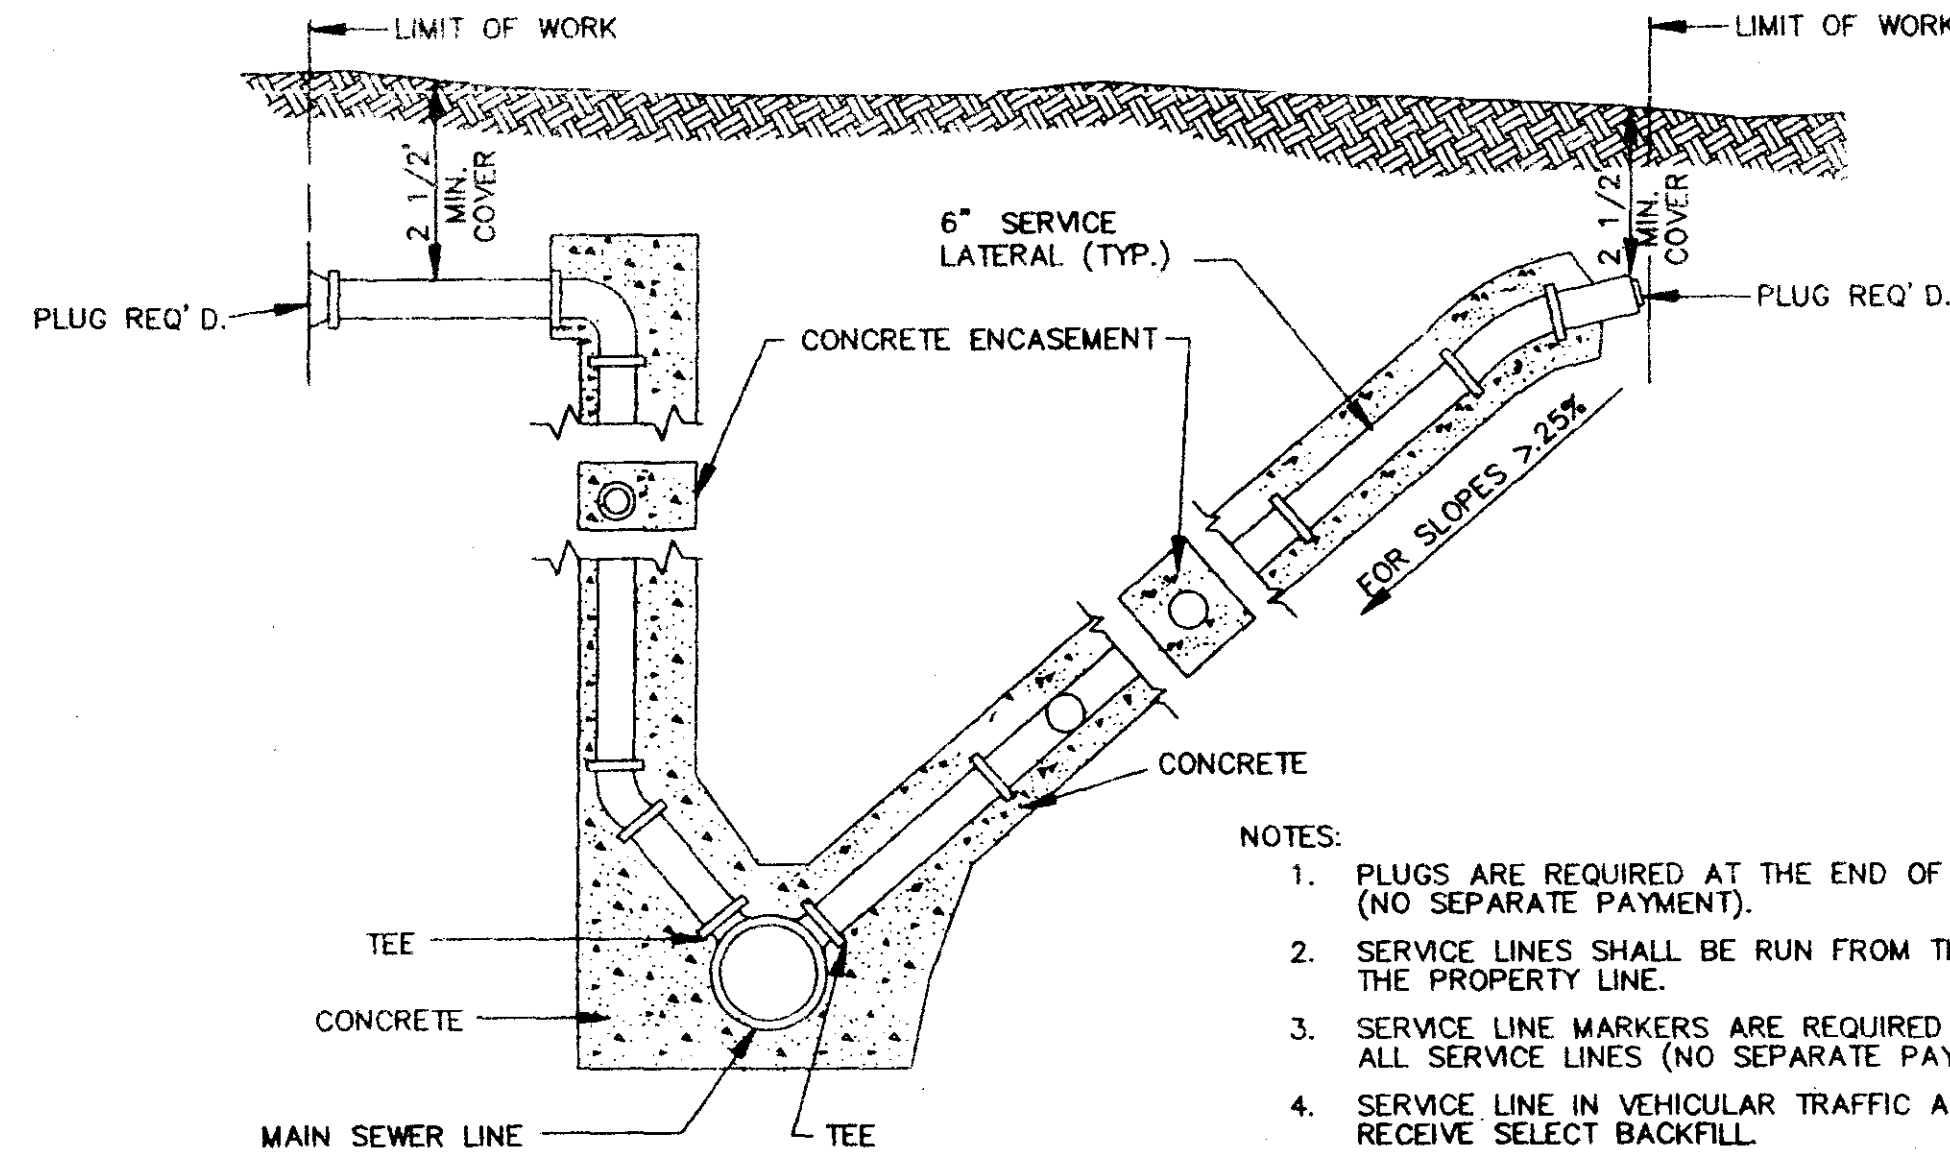 LIMIT OF WORK
LIMIT OF WORK
2 1/2'
MIN.
COVER
2 1/2'
MIN.
COVER
6" SERVICE
LATERAL (TYP.)
PLUG REQ'D.
PLUG REQ'D.
CONCRETE ENCASEMENT
FOR SLOPES >.25%
CONCRETE
TEE
CONCRETE
MAIN SEWER LINE
TEE
NOTES:
1. PLUGS ARE REQUIRED AT THE END OF
(NO SEPARATE PAYMENT).
2. SERVICE LINES SHALL BE RUN FROM
THE PROPERTY LINE.
3. SERVICE LINE MARKERS ARE REQUIRED
ALL SERVICE LINES (NO SEPARATE
4. SERVICE LINE IN VEHICULAR TRAFFIC
RECEIVE SELECT BACKFILL.